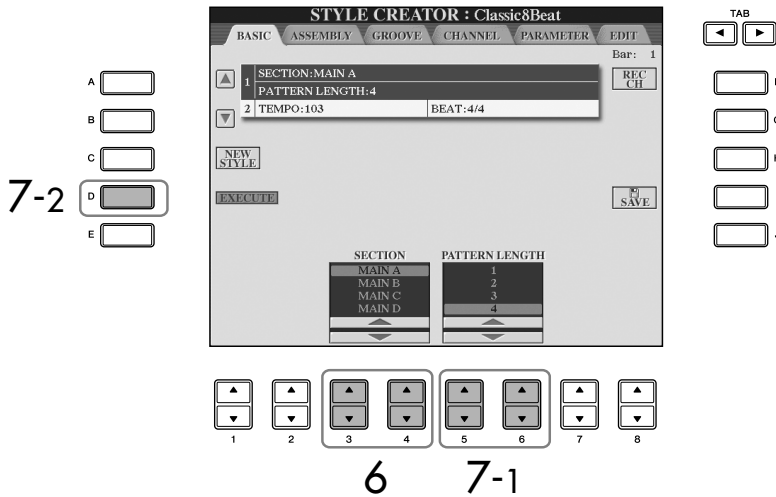 STYLE CREATOR : Classic8Beat
TAB
BASIC ASSEMBLY GROOVE CHANNEL PARAMETER EDIT
Bar: 1
A
1 SECTION:MAIN A
PATTERN LENGTH:4
REC
CH
B
2 TEMPO:103 BEAT:4/4
C
NEW
STYLE
7-2
D
EXECUTE
SAVE
E
SECTION
MAIN A
MAIN B
MAIN C
MAIN D
PATTERN LENGTH
1
2
3
4
1 2 3 4 5 6 7 8
6 7-1